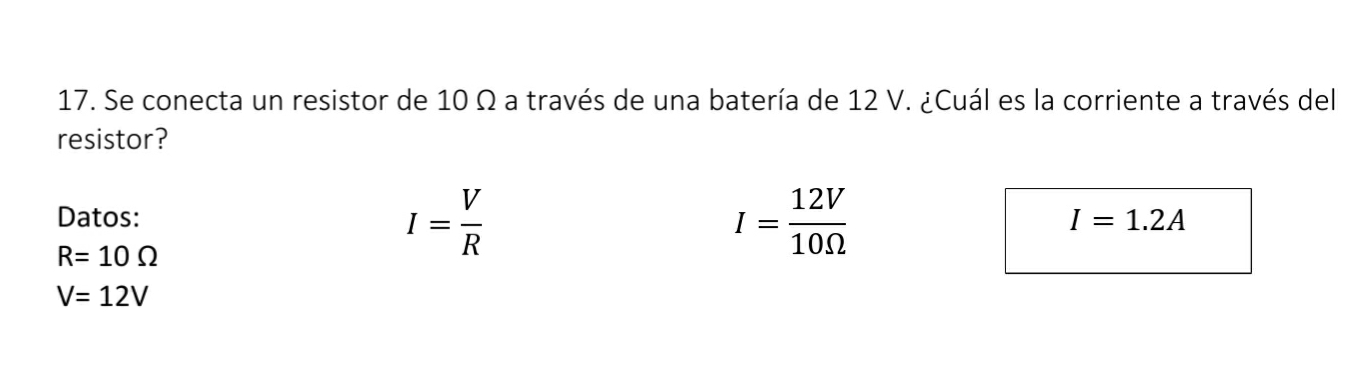 17. Se conecta un resistor de 10 Ω a través de una batería de 12 V. ¿Cuál es la corriente a través del
resistor?
Datos:
R= 10 Ω
V= 12V
I = V/R
I = 12V/10Ω
I = 1.2A